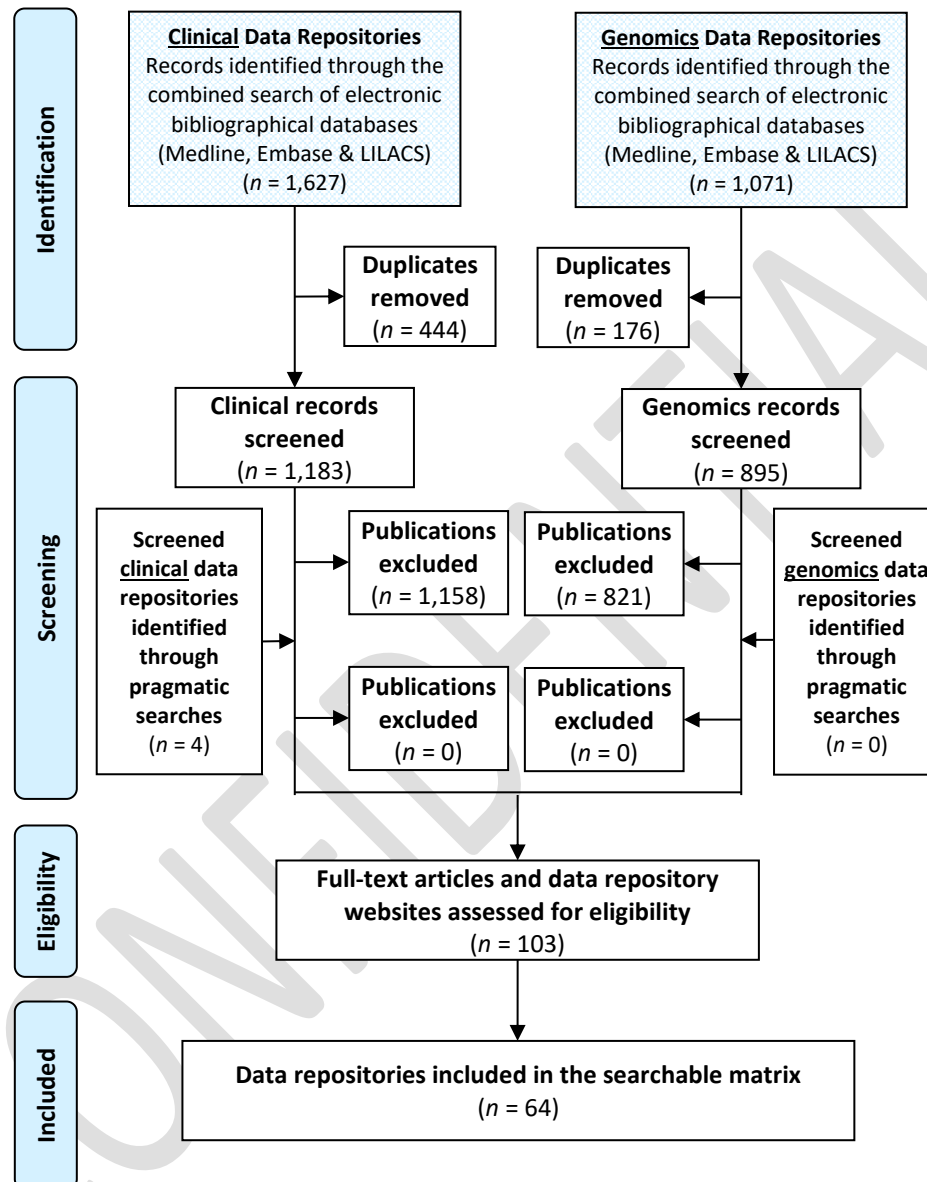 Identification
Clinical Data Repositories
Records identified through the
combined search of electronic
bibliographical databases
(Medline, Embase & LILACS)
(n = 1,627)
Genomics Data Repositories
Records identified through the
combined search of electronic
bibliographical databases
(Medline, Embase & LILACS)
(n = 1,071)
Duplicates
removed
(n = 444)
Duplicates
removed
(n = 176)
Screening
Clinical records
screened
(n = 1,183)
Genomics records
screened
(n = 895)
Screened
clinical data
repositories
identified
through
pragmatic
searches
(n = 4)
Publications
excluded
(n = 1,158)
Publications
excluded
(n = 821)
Screened
genomics data
repositories
identified
through
pragmatic
searches
(n = 0)
Publications
excluded
(n = 0)
Publications
excluded
(n = 0)
Eligibility
Full-text articles and data repository
websites assessed for eligibility
(n = 103)
Included
Data repositories included in the searchable matrix
(n = 64)
ONFIDENTIA